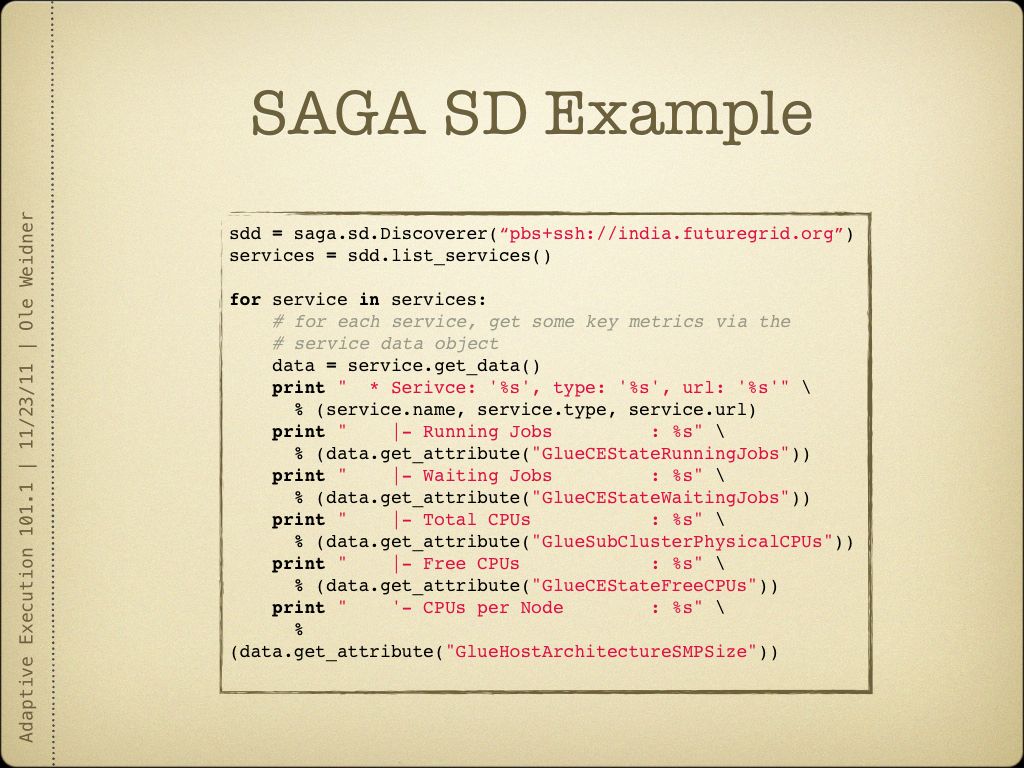 SAGA SD Example
sdd = saga.sd.Discoverer(“pbs+ssh://india.futuregrid.org”)
services = sdd.list_services()
for service in services:
    # for each service, get some key metrics via the
    # service data object
    data = service.get_data()
    print "  * Serivce: '%s', type: '%s', url: '%s'" \
      % (service.name, service.type, service.url)
    print "    |- Running Jobs         : %s" \
      % (data.get_attribute("GlueCEStateRunningJobs"))
    print "    |- Waiting Jobs         : %s" \
      % (data.get_attribute("GlueCEStateWaitingJobs"))
    print "    |- Total CPUs           : %s" \
      % (data.get_attribute("GlueSubClusterPhysicalCPUs"))
    print "    |- Free CPUs            : %s" \
      % (data.get_attribute("GlueCEStateFreeCPUs"))
    print "    '- CPUs per Node        : %s" \
      %
(data.get_attribute("GlueHostArchitectureSMPSize"))
Adaptive Execution 101.1 | 11/23/11 | Ole Weidner